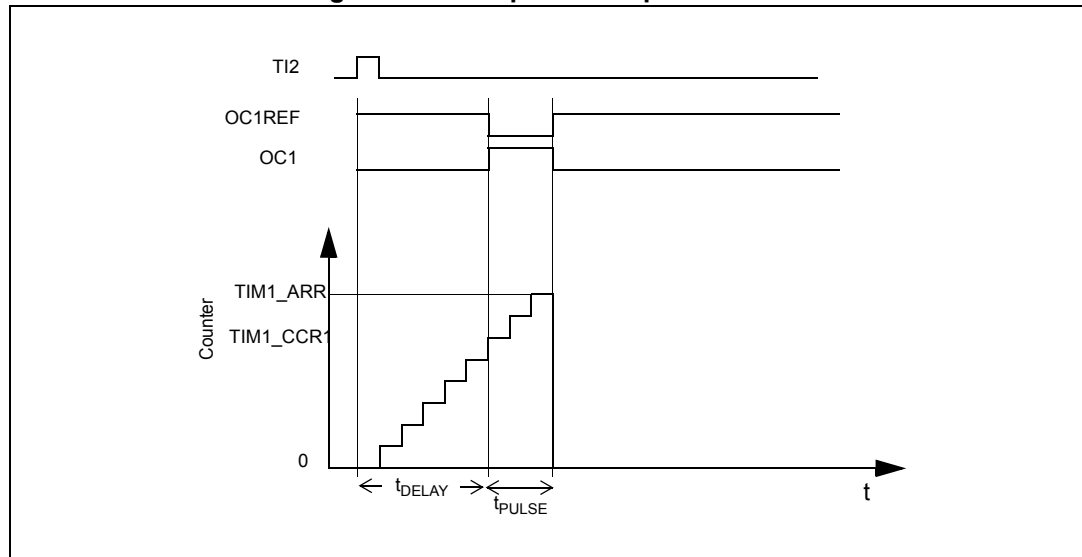 TI2
OC1REF
OC1
Counter
TIM1_ARR
TIM1_CCR1
0
tDELAY
tPULSE
t